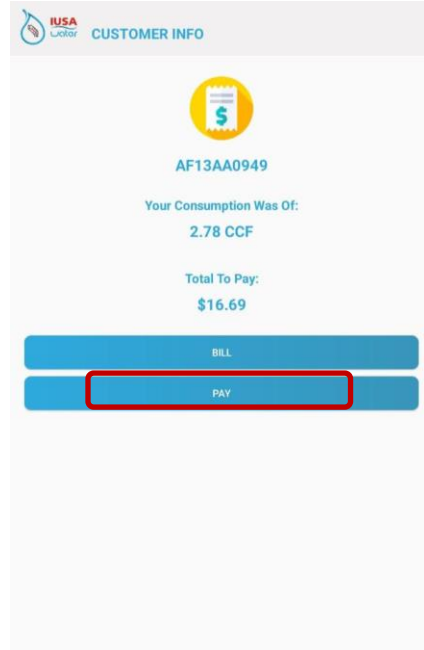 IUSA
Water
CUSTOMER INFO
$
AF13AA0949
Your Consumption Was Of:
2.78 CCF
Total To Pay:
$16.69
BILL
PAY